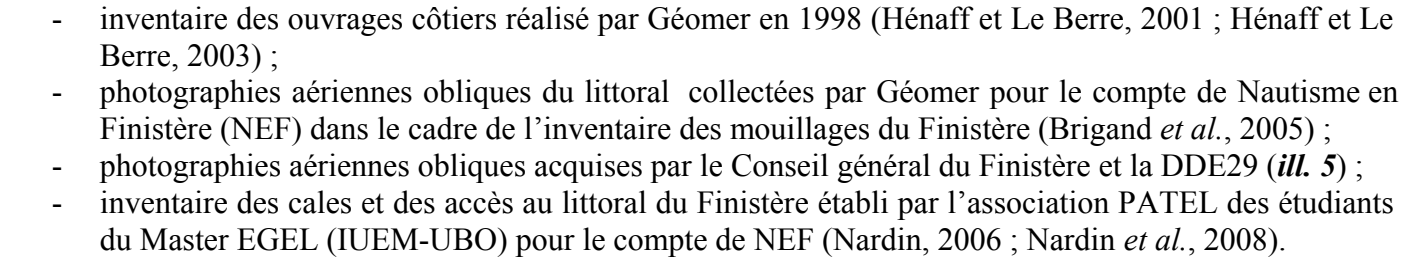 - inventaire des ouvrages côtiers réalisé par Géomer en 1998 (Hénaff et Le Berre, 2001 ; Hénaff et Le
Berre, 2003) ;
- photographies aériennes obliques du littoral collectées par Géomer pour le compte de Nautisme en
Finistère (NEF) dans le cadre de l’inventaire des mouillages du Finistère (Brigand et al., 2005) ;
- photographies aériennes obliques acquises par le Conseil général du Finistère et la DDE29 (ill. 5) ;
- inventaire des cales et des accès au littoral du Finistère établi par l’association PATEL des étudiants
du Master EGEL (IUEM-UBO) pour le compte de NEF (Nardin, 2006 ; Nardin et al., 2008).